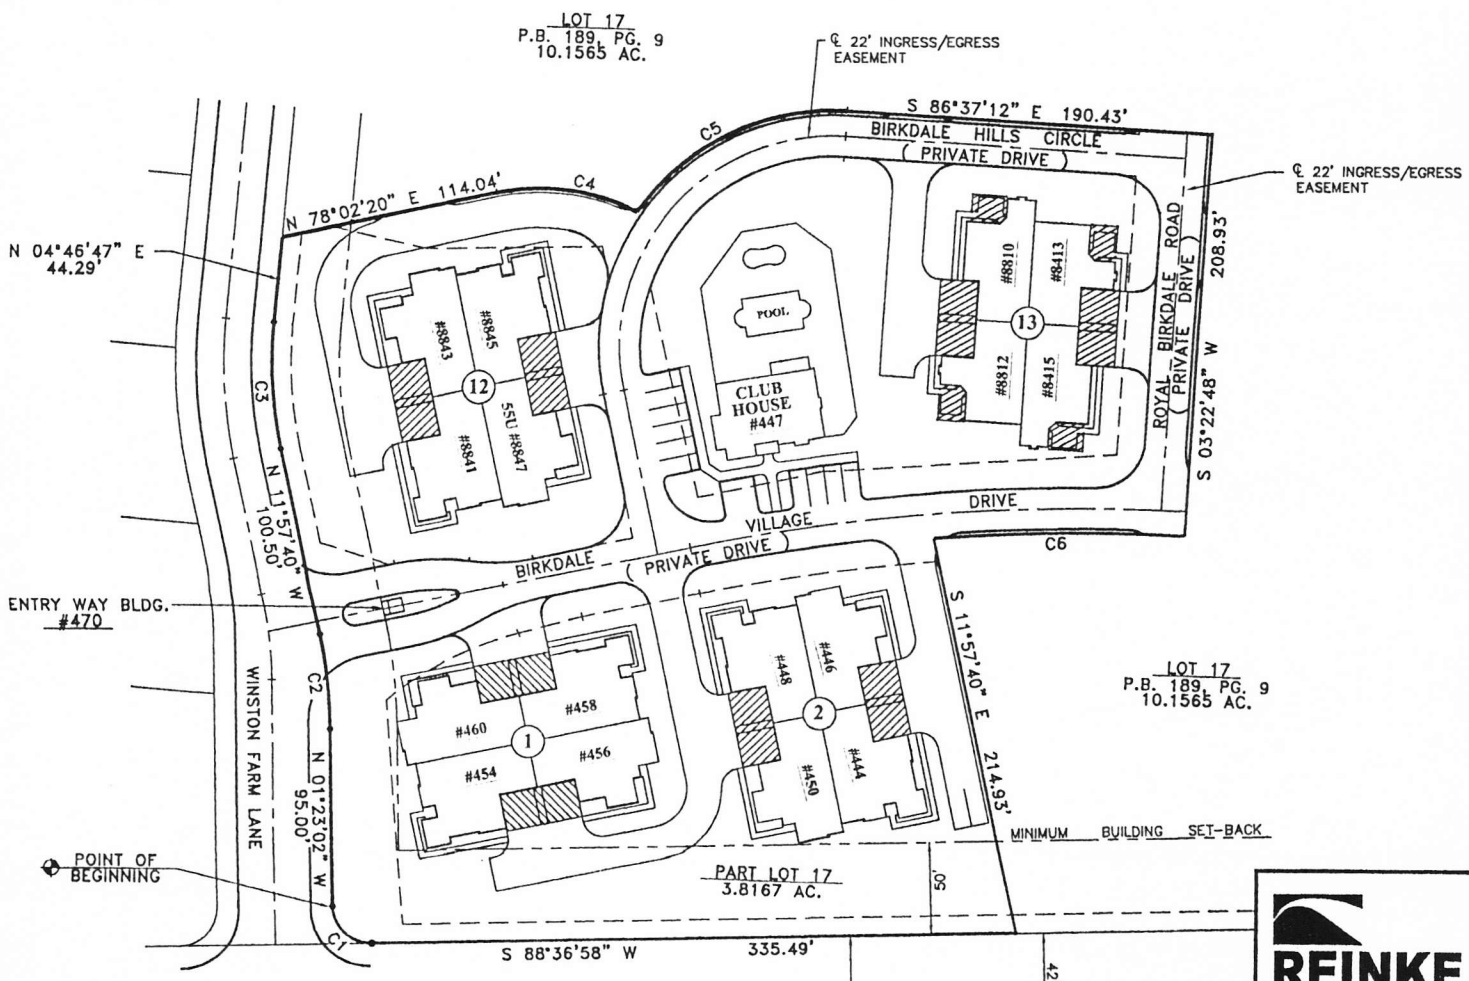 LOT 17
P.B. 189, PG. 9
10.1565 AC.
℄ 22' INGRESS/EGRESS
EASEMENT
S 86°37'12" E 190.43'
BIRKDALE HILLS CIRCLE
( PRIVATE DRIVE )
C5
℄ 22' INGRESS/EGRESS
EASEMENT
N 78°02'20" E 114.04'
C4
N 04°46'47" E
44.29'
ROYAL BIRKDALE ROAD
( PRIVATE DRIVE )
S 03°22'48" W 208.93'
#8810
#8413
13
#8812
#8415
POOL
CLUB
HOUSE
#447
#8843
#8845
12
#8841
55U #8847
C3
N 11°57'40" W
100.50'
BIRKDALE VILLAGE DRIVE
( PRIVATE DRIVE )
C6
ENTRY WAY BLDG.
#470
S 11°57'40" E 214.93'
LOT 17
P.B. 189, PG. 9
10.1565 AC.
WINSTON FARM LANE
C2
N 01°23'02" W
95.00'
#460
#458
1
#454
#456
#448
#446
2
#450
#444
MINIMUM BUILDING SET-BACK
50'
POINT OF
BEGINNING
PART LOT 17
3.8167 AC.
C1
S 88°36'58" W 335.49'
42
REINKE